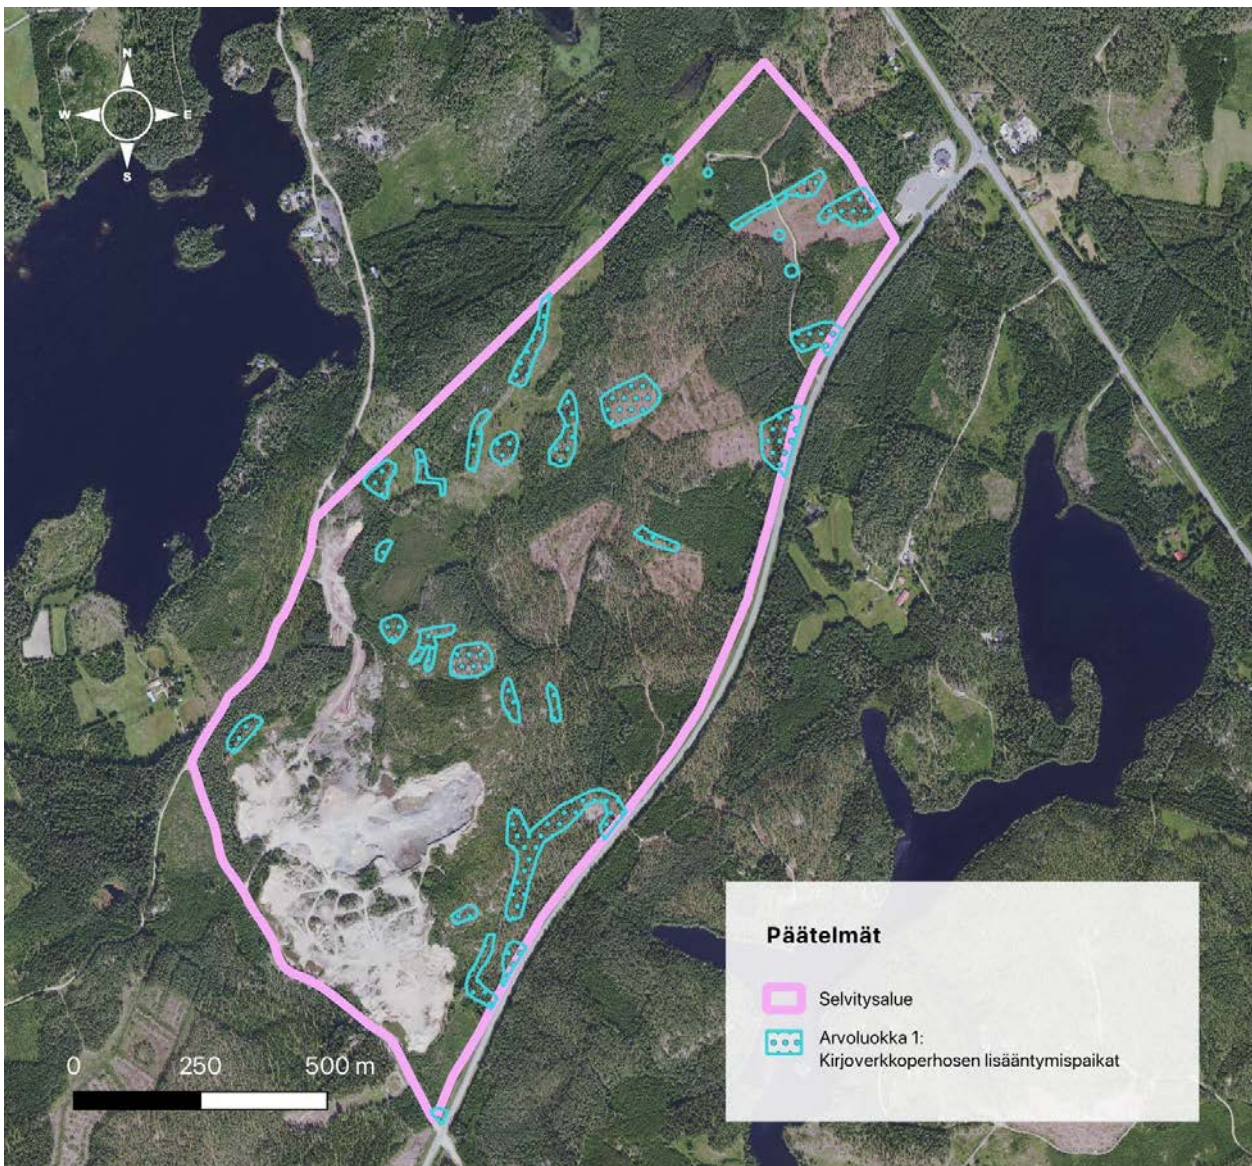 N
W E
S
Päätelmät
Selvitysalue
Arvoluokka 1:
Kirjoverkkoperhosen lisääntymispaikat
0 250 500 m